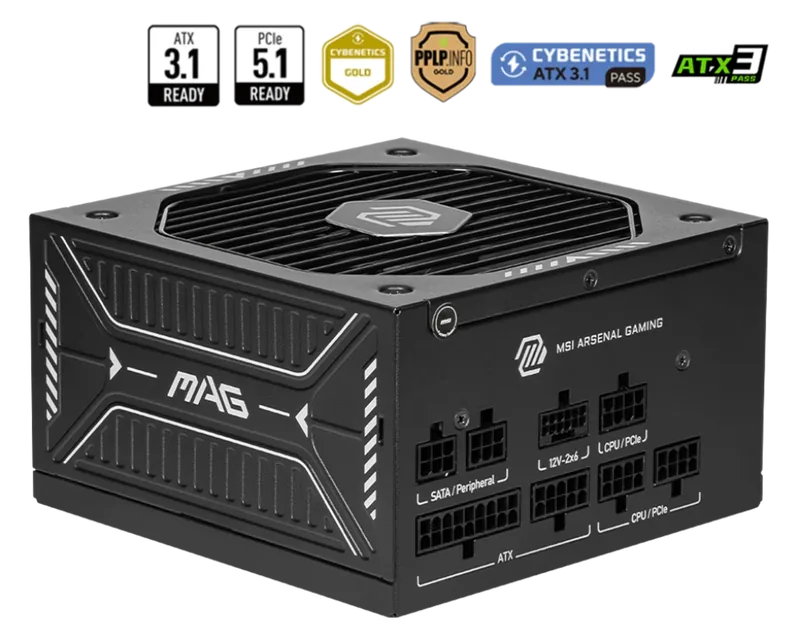 ATX
3.1
READY
PCIe
5.1
READY
CYBENETICS
GOLD
PPLP.INFO
GOLD
CYBENETICS
ATX 3.1 PASS
ATX3
PASS
MSI ARSENAL GAMING
MAG
SATA / Peripheral
12V-2x6
CPU / PCIe
CPU / PCIe
ATX